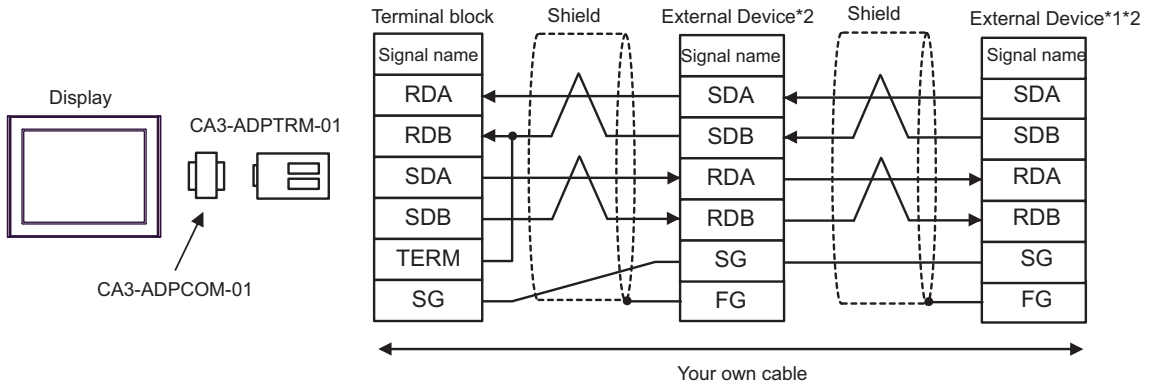 Display
CA3-ADPTRM-01
CA3-ADPCOM-01
Terminal block
Signal name
RDA
RDB
SDA
SDB
TERM
SG
Shield
External Device*2
Signal name
SDA
SDB
RDA
RDB
SG
FG
Shield
External Device*1*2
Signal name
SDA
SDB
RDA
RDB
SG
FG
Your own cable